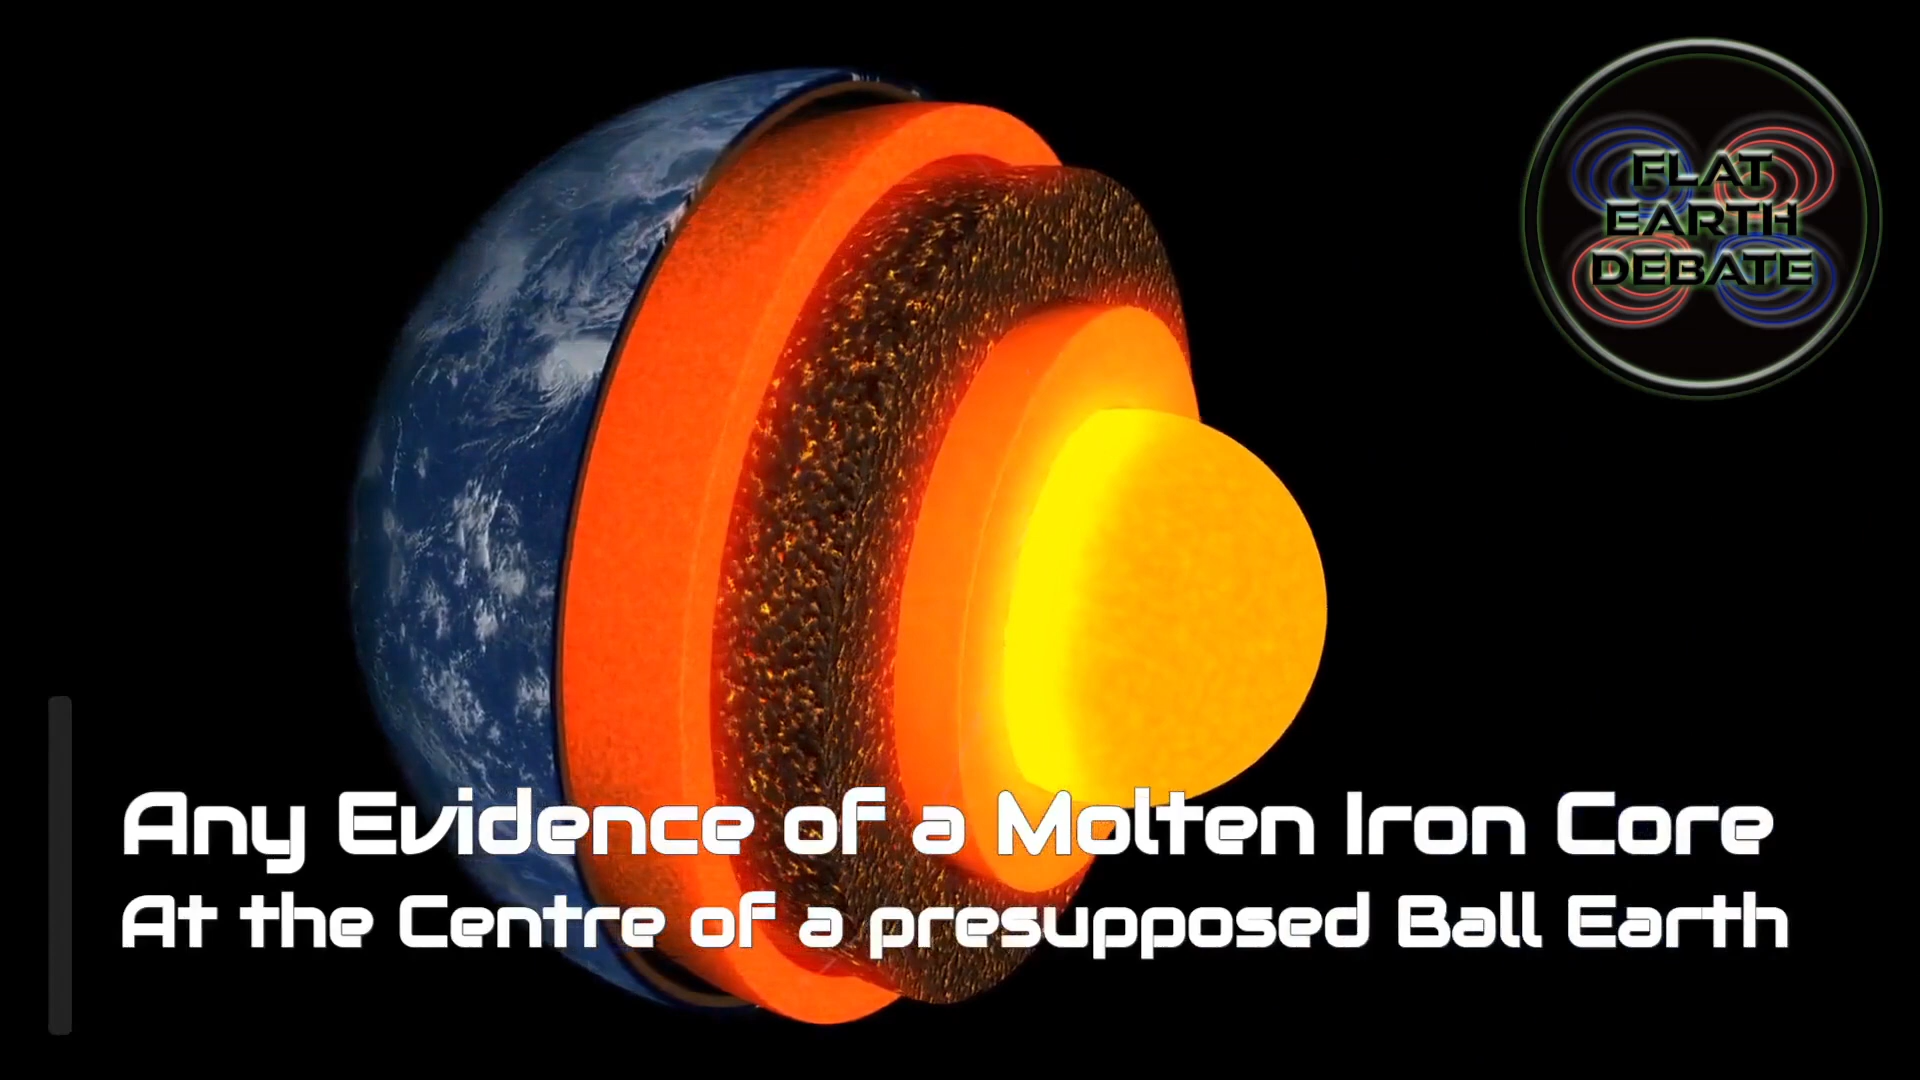 FLAT
EARTH
DEBATE
Any Evidence of a Molten Iron Core
At the Centre of a presupposed Ball Earth